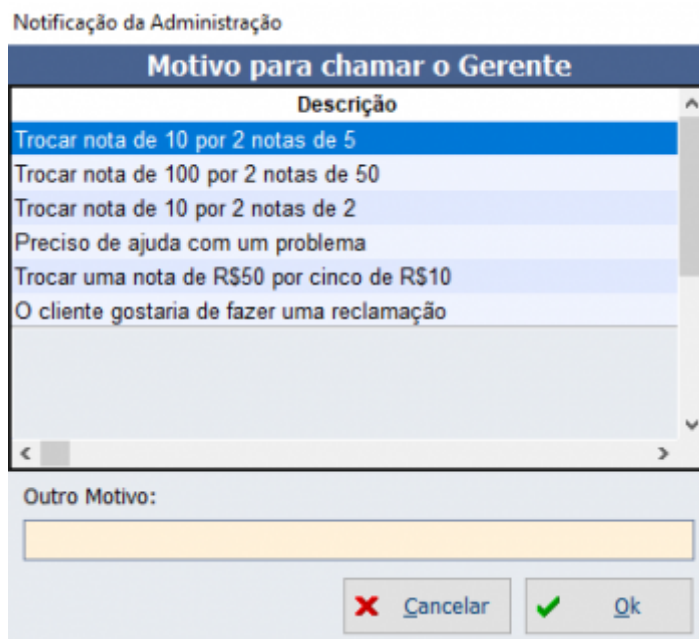 Notificação da Administração
Motivo para chamar o Gerente
Descrição
Trocar nota de 10 por 2 notas de 5
Trocar nota de 100 por 2 notas de 50
Trocar nota de 10 por 2 notas de 2
Preciso de ajuda com um problema
Trocar uma nota de R$50 por cinco de R$10
O cliente gostaria de fazer uma reclamação
Outro Motivo:
Cancelar
Ok